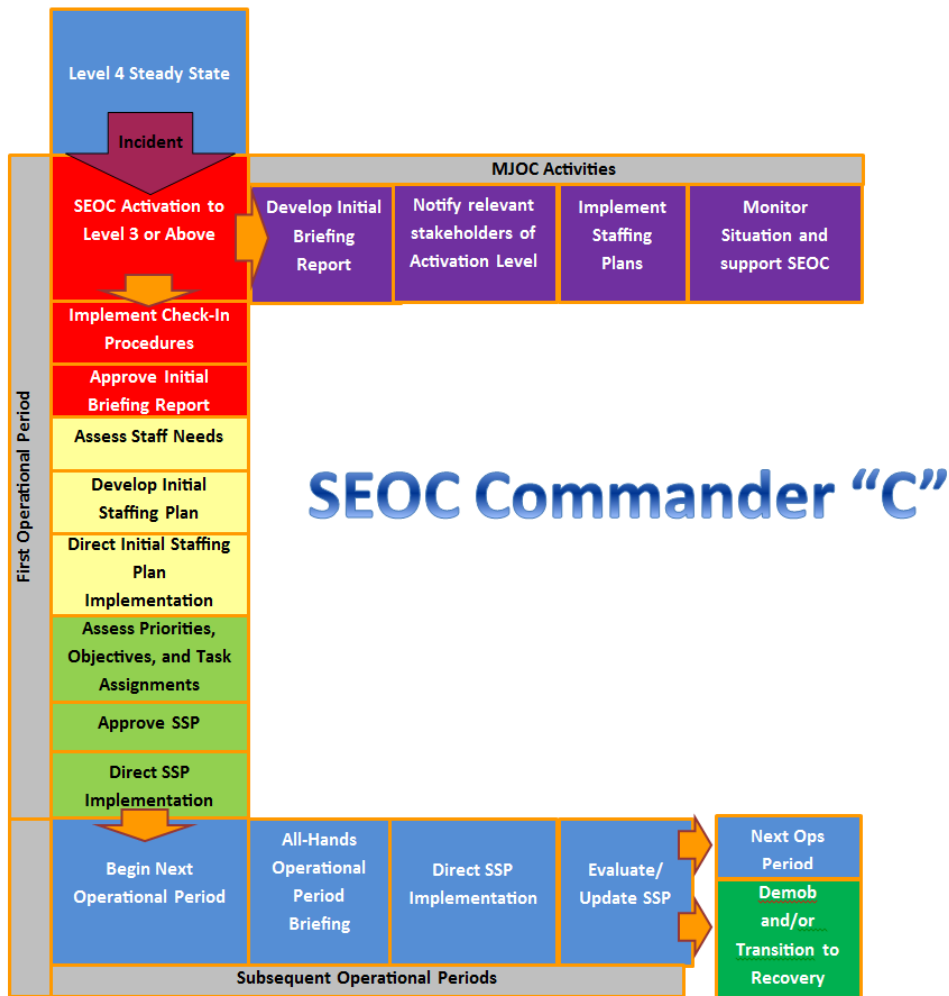 Level 4 Steady State
Incident
SEOC Activation to
Level 3 or Above
MJOC Activities
Develop Initial
Briefing
Report
Notify relevant
stakeholders of
Activation Level
Implement
Staffing
Plans
Monitor
Situation and
support SEOC
First Operational Period
Implement Check-In
Procedures
Approve Initial
Briefing Report
Assess Staff Needs
Develop Initial
Staffing Plan
Direct Initial Staffing
Plan
Implementation
Assess Priorities,
Objectives, and Task
Assignments
Approve SSP
Direct SSP
Implementation
SEOC Commander “C”
Begin Next
Operational Period
All-Hands
Operational
Period
Briefing
Direct SSP
Implementation
Evaluate/
Update SSP
Next Ops
Period
Demob
and/or
Transition to
Recovery
Subsequent Operational Periods